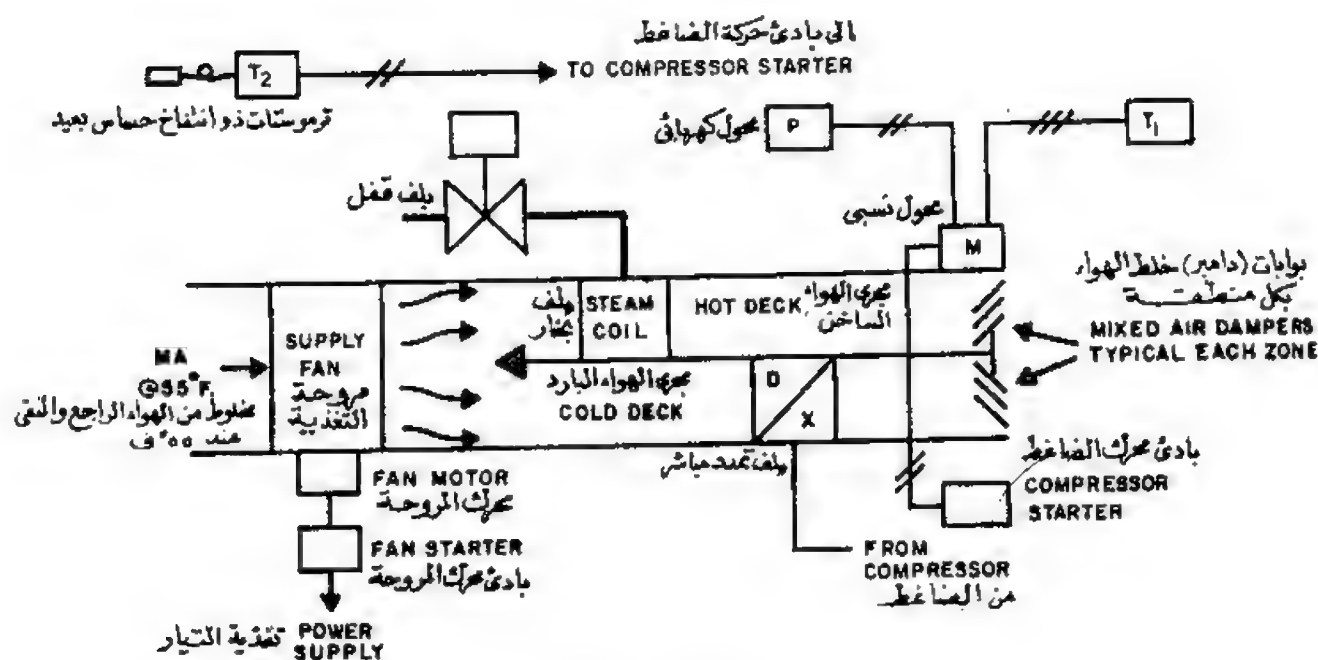 الى بادئ حركة الضاغط
TO COMPRESSOR STARTER
T2
ترموستات ذو انتفاخ حساس بعيد
محول كهربائى
P
T1
بلف قفل
محول نسبى
M
بوابات (دامبر) خلط الهواء
بكل منطقة
MIXED AIR DAMPERS
TYPICAL EACH ZONE
ملف
بخار
STEAM
COIL
HOT DECK
مجرى الهواء
الساخن
MA
@55°F
مخلوط من الهواء الراجع والنقى
عند ٥٥°ف
SUPPLY
FAN
مروحة
التغذية
مجرى الهواء البارد
COLD DECK
D
X
ملف تمدد مباشر
FAN MOTOR
محرك المروحة
FAN STARTER
بادئ محرك المروحة
بادئ محرك الضاغط
COMPRESSOR
STARTER
FROM
COMPRESSOR
من الضاغط
تغذية التيار
POWER
SUPPLY